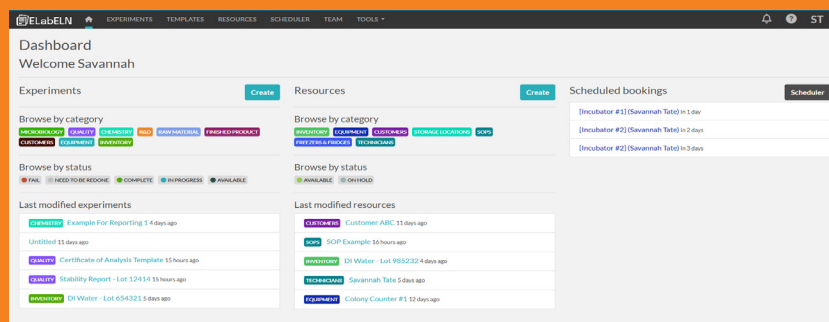 ELabELN EXPERIMENTS TEMPLATES RESOURCES SCHEDULER TEAM TOOLS ? ST
Dashboard
Welcome Savannah
Experiments Create
Browse by category
MICROBIOLOGY QUALITY CHEMISTRY R&D RAW MATERIAL FINISHED PRODUCT
CUSTOMERS EQUIPMENT INVENTORY
Browse by status
FAIL NEED TO BE REDONE COMPLETE IN PROGRESS AVAILABLE
Last modified experiments
CHEMISTRY Example For Reporting 1 4 days ago
Untitled 11 days ago
QUALITY Certificate of Analysis Template 15 hours ago
QUALITY Stability Report - Lot 12414 15 hours ago
INVENTORY DI Water - Lot 654321 5 days ago
Resources Create
Browse by category
INVENTORY EQUIPMENT CUSTOMERS STORAGE LOCATIONS SOPS
FREEZERS & FRIDGES TECHNICIANS
Browse by status
AVAILABLE ON HOLD
Last modified resources
CUSTOMERS Customer ABC 11 days ago
SOPS SOP Example 16 hours ago
INVENTORY DI Water - Lot 985222 4 days ago
TECHNICIANS Savannah Tate 5 days ago
EQUIPMENT Colony Counter #1 12 days ago
Scheduled bookings Scheduler
[Incubator #1] (Savannah Tate) in 1 day
[Incubator #2] (Savannah Tate) in 2 days
[Incubator #2] (Savannah Tate) in 3 days